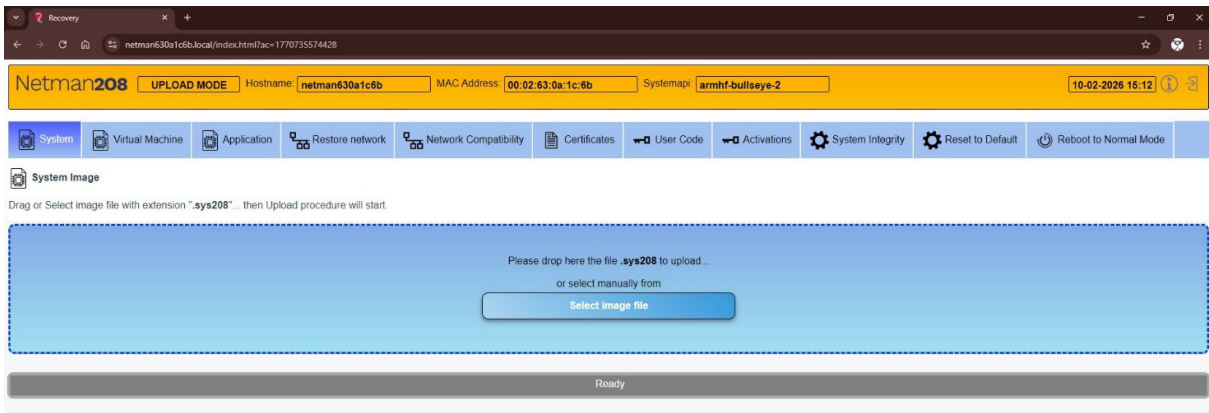 Recovery
netman630a1c6b.local/index.html?ac=1770735574428
Netman208 UPLOAD MODE Hostname: netman630a1c6b MAC Address: 00:02:63:0a:1c:6b Systemapi: armhf-bullseye-2 10-02-2026 15:12
System Virtual Machine Application Restore network Network Compatibility Certificates User Code Activations System Integrity Reset to Default Reboot to Normal Mode
System Image
Drag or Select image file with extension ".sys208"... then Upload procedure will start.
Please drop here the file .sys208 to upload...
or select manually from
Select image file
Ready